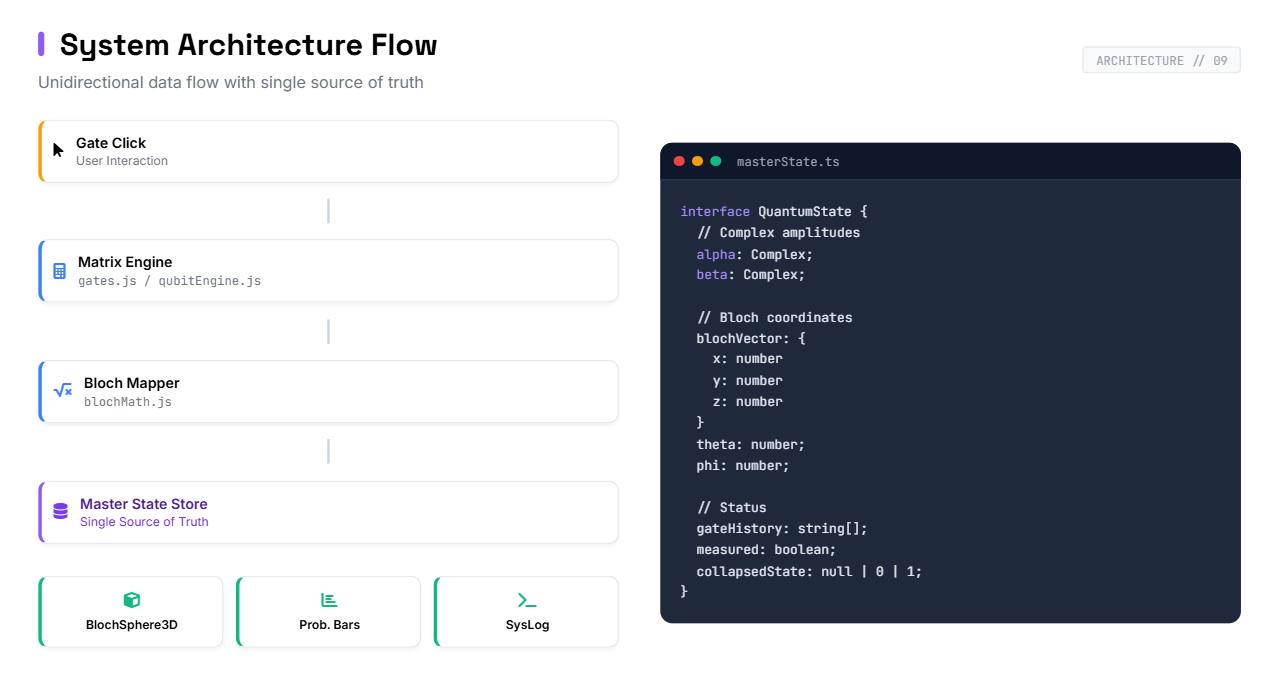 System Architecture Flow
Unidirectional data flow with single source of truth
ARCHITECTURE // 09
Gate Click
User Interaction
Matrix Engine
gates.js / qubitEngine.js
Bloch Mapper
blochMath.js
Master State Store
Single Source of Truth
BlochSphere3D
Prob. Bars
SysLog
masterState.ts
interface QuantumState {
// Complex amplitudes
alpha: Complex;
beta: Complex;
// Bloch coordinates
blochVector: {
x: number
y: number
z: number
}
theta: number;
phi: number;
// Status
gateHistory: string[];
measured: boolean;
collapsedState: null | 0 | 1;
}